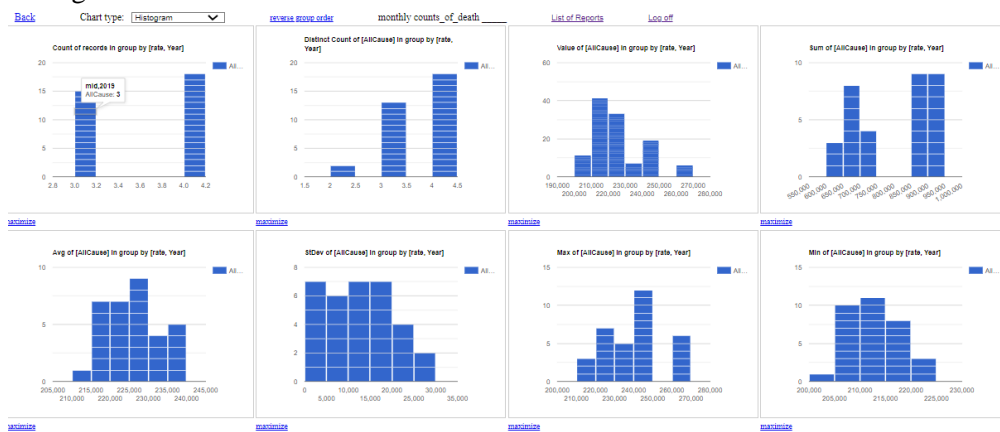 Back Chart type: Histogram reverse group order monthly counts_of_death _____ List of Reports Log off
Count of records in group by [rate, Year]
20
15
10
5
0
2.8 3.0 3.2 3.4 3.6 3.8 4.0 4.2
All...
mid,2019
AllCause: 3
maximize
Distinct Count of [AllCause] in group by [rate,
Year]
20
15
10
5
0
1.5 2 2.5 3 3.5 4 4.5
All...
maximize
Value of [AllCause] in group by [rate, Year]
60
40
20
0
190,000 210,000 230,000 250,000 270,000
200,000 220,000 240,000 260,000 280,000
All...
maximize
Sum of [AllCause] in group by [rate, Year]
10
5
0
550,000 600,000 650,000 700,000 750,000 800,000 850,000 900,000 950,000 1,000,000
All...
maximize
Avg of [AllCause] in group by [rate, Year]
10
5
0
205,000 215,000 225,000 235,000 245,000
210,000 220,000 230,000 240,000
All...
maximize
StDev of [AllCause] in group by [rate, Year]
8
6
4
2
0
0 10,000 20,000 30,000
5,000 15,000 25,000 35,000
All...
maximize
Max of [AllCause] in group by [rate, Year]
15
10
5
0
200,000 220,000 240,000 260,000 280,000
210,000 230,000 250,000 270,000
All...
maximize
Min of [AllCause] in group by [rate, Year]
15
10
5
0
200,000 210,000 220,000 230,000
205,000 215,000 225,000
All...
maximize